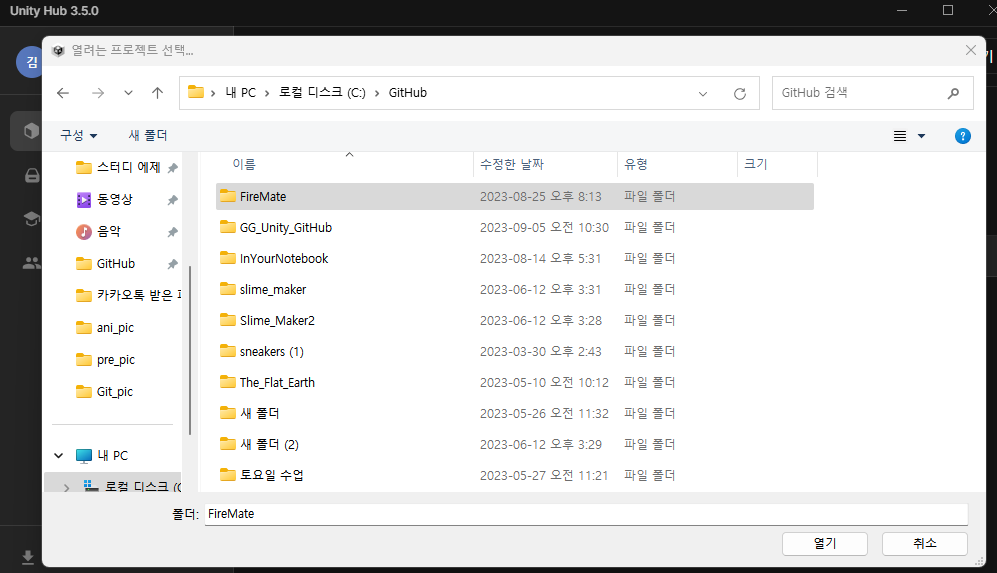 Unity Hub 3.5.0
김
열려는 프로젝트 선택...
기
내 PC > 로컬 디스크 (C:) > GitHub
GitHub 검색
구성
새 폴더
?
이름 수정한 날짜 유형 크기
스터디 에제
동영상
음악
GitHub
카카오톡 받은
ani_pic
pre_pic
Git_pic
내 PC
로컬 디스크 (C
FireMate 2023-08-25 오후 8:13 파일 폴더
GG_Unity_GitHub 2023-09-05 오전 10:30 파일 폴더
InYourNotebook 2023-08-14 오후 5:31 파일 폴더
slime_maker 2023-06-12 오후 3:31 파일 폴더
Slime_Maker2 2023-06-12 오후 3:28 파일 폴더
sneakers (1) 2023-03-30 오후 2:43 파일 폴더
The_Flat_Earth 2023-05-10 오전 10:12 파일 폴더
새 폴더 2023-05-26 오전 11:32 파일 폴더
새 폴더 (2) 2023-06-12 오후 3:29 파일 폴더
토요일 수업 2023-05-27 오전 11:21 파일 폴더
폴더: FireMate
열기 취소